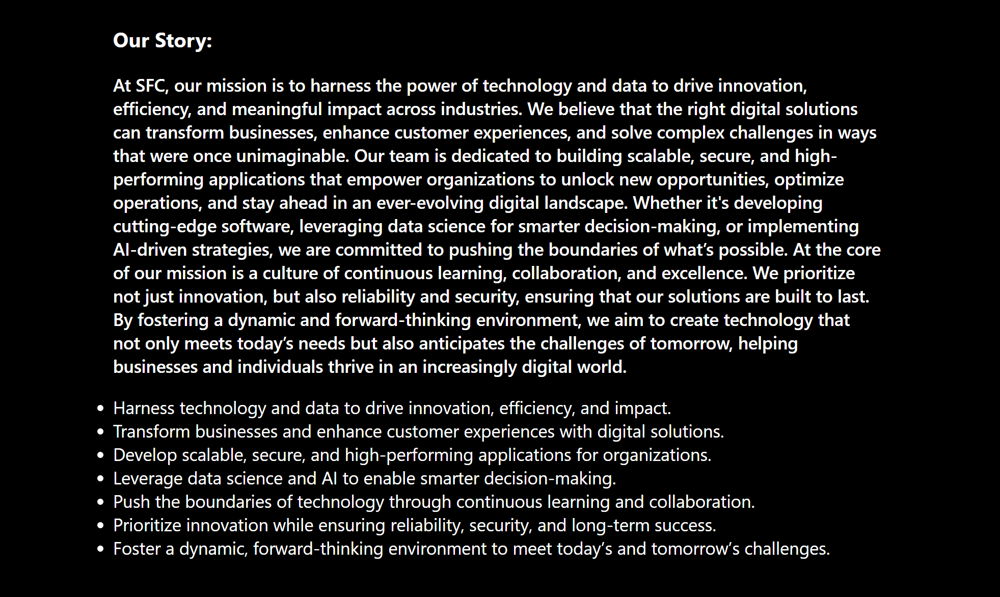 Our Story:
At SFC, our mission is to harness the power of technology and data to drive innovation,
efficiency, and meaningful impact across industries. We believe that the right digital solutions
can transform businesses, enhance customer experiences, and solve complex challenges in ways
that were once unimaginable. Our team is dedicated to building scalable, secure, and high-
performing applications that empower organizations to unlock new opportunities, optimize
operations, and stay ahead in an ever-evolving digital landscape. Whether it's developing
cutting-edge software, leveraging data science for smarter decision-making, or implementing
AI-driven strategies, we are committed to pushing the boundaries of what’s possible. At the core
of our mission is a culture of continuous learning, collaboration, and excellence. We prioritize
not just innovation, but also reliability and security, ensuring that our solutions are built to last.
By fostering a dynamic and forward-thinking environment, we aim to create technology that
not only meets today’s needs but also anticipates the challenges of tomorrow, helping
businesses and individuals thrive in an increasingly digital world.
• Harness technology and data to drive innovation, efficiency, and impact.
• Transform businesses and enhance customer experiences with digital solutions.
• Develop scalable, secure, and high-performing applications for organizations.
• Leverage data science and AI to enable smarter decision-making.
• Push the boundaries of technology through continuous learning and collaboration.
• Prioritize innovation while ensuring reliability, security, and long-term success.
• Foster a dynamic, forward-thinking environment to meet today’s and tomorrow’s challenges.